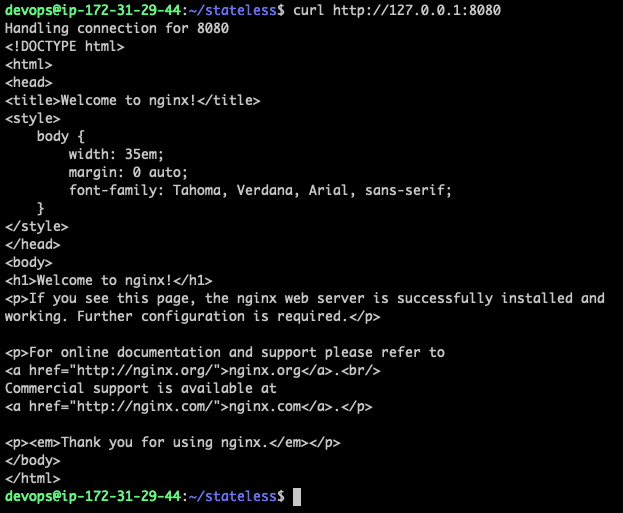 devops@ip-172-31-29-44:~/stateless$ curl http://127.0.0.1:8080
Handling connection for 8080
<!DOCTYPE html>
<html>
<head>
<title>Welcome to nginx!</title>
<style>
    body {
        width: 35em;
        margin: 0 auto;
        font-family: Tahoma, Verdana, Arial, sans-serif;
    }
</style>
</head>
<body>
<h1>Welcome to nginx!</h1>
<p>If you see this page, the nginx web server is successfully installed and
working. Further configuration is required.</p>

<p>For online documentation and support please refer to
<a href="http://nginx.org/">nginx.org</a>.<br/>
Commercial support is available at
<a href="http://nginx.com/">nginx.com</a>.</p>

<p><em>Thank you for using nginx.</em></p>
</body>
</html>
devops@ip-172-31-29-44:~/stateless$